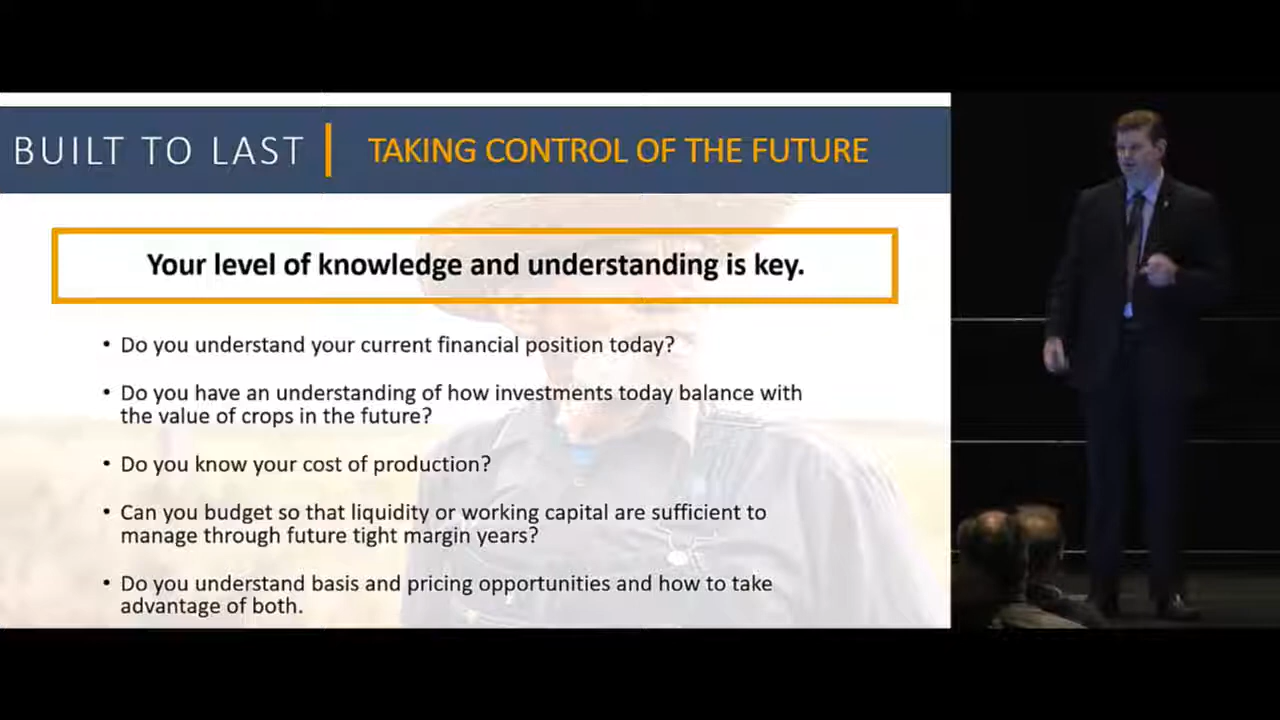 BUILT TO LAST | TAKING CONTROL OF THE FUTURE
Your level of knowledge and understanding is key.
• Do you understand your current financial position today?
• Do you have an understanding of how investments today balance with
the value of crops in the future?
• Do you know your cost of production?
• Can you budget so that liquidity or working capital are sufficient to
manage through future tight margin years?
• Do you understand basis and pricing opportunities and how to take
advantage of both.